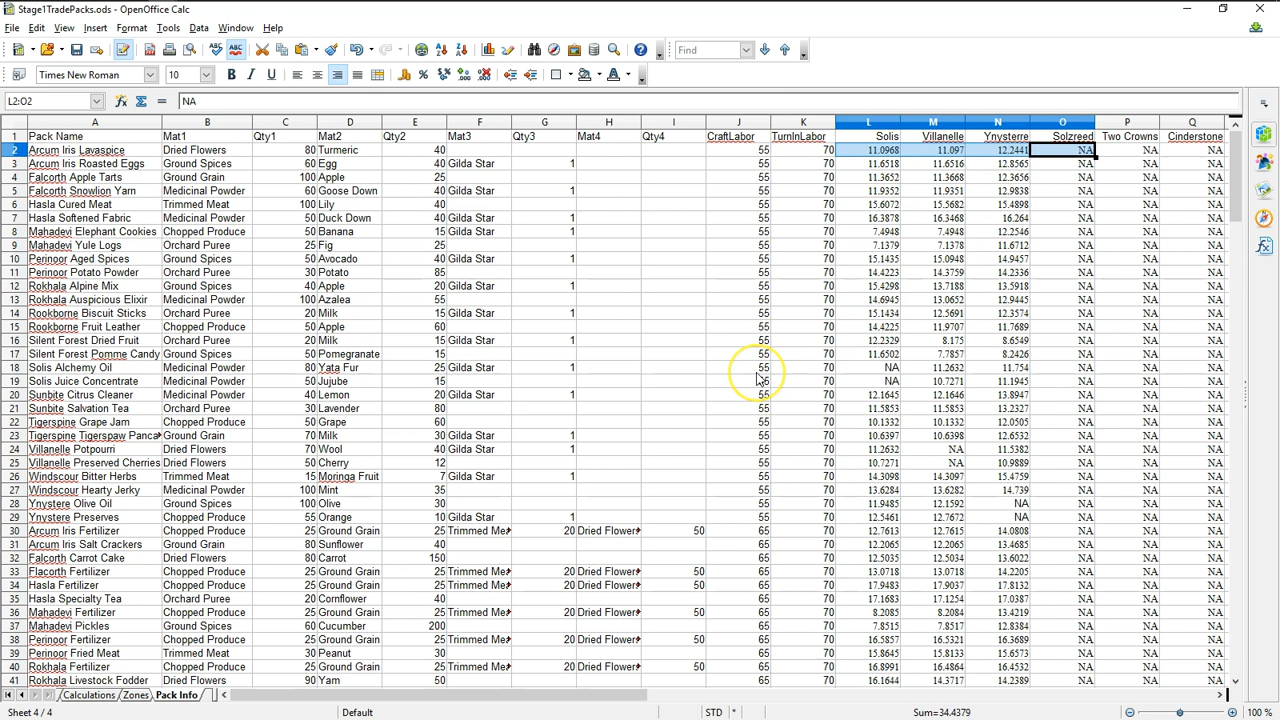 Stage1TradePacks.ods - OpenOffice Calc
File Edit View Insert Format Tools Data Window Help
Find
Times New Roman 10
L2:O2 NA
A B C D E F G H I J K L M N O P Q
1 Pack Name Mat1 Qty1 Mat2 Qty2 Mat3 Qty3 Mat4 Qty4 CraftLabor TurnInLabor Solis Villanelle Ynysterre Solzreed Two Crowns Cinderstone
2 Arcum Iris Lavaspice Dried Flowers 80 Turmeric 40 55 70 11.0968 11.097 12.2441 NA NA NA
3 Arcum Iris Roasted Eggs Ground Spices 60 Egg 40 Gilda Star 1 55 70 11.6518 11.6516 12.8565 NA NA NA
4 Falcorth Apple Tarts Ground Grain 100 Apple 25 55 70 11.3652 11.3668 12.3656 NA NA NA
5 Falcorth Snowlion Yarn Medicinal Powder 60 Goose Down 40 Gilda Star 1 55 70 11.9352 11.9351 12.9838 NA NA NA
6 Hasla Cured Meat Trimmed Meat 100 Lily 40 55 70 15.6072 15.5682 15.4898 NA NA NA
7 Hasla Softened Fabric Medicinal Powder 50 Duck Down 40 Gilda Star 1 55 70 16.3878 16.3468 16.264 NA NA NA
8 Mahadevi Elephant Cookies Chopped Produce 50 Banana 15 Gilda Star 1 55 70 7.4948 7.4948 12.2546 NA NA NA
9 Mahadevi Yule Logs Orchard Puree 25 Fig 25 55 70 7.1379 7.1378 11.6712 NA NA NA
10 Perinoor Aged Spices Ground Spices 50 Avocado 40 Gilda Star 1 55 70 15.1435 15.0948 14.9457 NA NA NA
11 Perinoor Potato Powder Orchard Puree 30 Potato 85 55 70 14.4223 14.3759 14.2336 NA NA NA
12 Rokhala Alpine Mix Ground Spices 40 Apple 20 Gilda Star 1 55 70 15.4298 13.7188 13.5918 NA NA NA
13 Rokhala Auspicious Elixir Medicinal Powder 100 Azalea 55 55 70 14.6945 13.0652 12.9445 NA NA NA
14 Rookborne Biscuit Sticks Orchard Puree 20 Milk 15 Gilda Star 1 55 70 15.1434 12.5691 12.3574 NA NA NA
15 Rookborne Fruit Leather Chopped Produce 50 Apple 60 55 70 14.4225 11.9707 11.7689 NA NA NA
16 Silent Forest Dried Fruit Orchard Puree 20 Milk 15 Gilda Star 1 55 70 12.2329 8.175 8.6549 NA NA NA
17 Silent Forest Pomme Candy Ground Spices 50 Pomegranate 15 55 70 11.6502 7.7857 8.2426 NA NA NA
18 Solis Alchemy Oil Medicinal Powder 80 Yata Fur 25 Gilda Star 1 55 70 NA 11.2632 11.754 NA NA NA
19 Solis Juice Concentrate Medicinal Powder 50 Jujube 15 55 70 NA 10.7271 11.1945 NA NA NA
20 Sunbite Citrus Cleaner Medicinal Powder 40 Lemon 20 Gilda Star 1 55 70 12.1645 12.1646 13.8947 NA NA NA
21 Sunbite Salvation Tea Orchard Puree 30 Lavender 80 55 70 11.5853 11.5853 13.2327 NA NA NA
22 Tigerspine Grape Jam Chopped Produce 50 Grape 60 55 70 10.1332 10.1332 12.0505 NA NA NA
23 Tigerspine Tigerspaw Panca Ground Grain 70 Milk 30 Gilda Star 1 55 70 10.6397 10.6398 12.6532 NA NA NA
24 Villanelle Potpourri Dried Flowers 70 Wool 40 Gilda Star 1 55 70 11.2632 NA 11.5382 NA NA NA
25 Villanelle Preserved Cherries Dried Flowers 50 Cherry 12 55 70 10.7271 NA 10.9889 NA NA NA
26 Windscour Bitter Herbs Trimmed Meat 100 Moringa Fruit 7 Gilda Star 1 55 70 14.3098 14.3097 15.4759 NA NA NA
27 Windscour Hearty Jerky Medicinal Powder 100 Mint 35 55 70 13.6284 13.6282 14.739 NA NA NA
28 Ynystere Olive Oil Ground Spices 100 Olive 30 55 70 11.9485 12.1592 NA NA NA NA
29 Ynystere Preserves Chopped Produce 55 Orange 10 Gilda Star 1 55 70 12.5461 12.7672 NA NA NA NA
30 Arcum Iris Fertilizer Chopped Produce 25 Ground Grain 25 Trimmed Me 20 Dried Flower 50 65 70 12.7613 12.7615 14.0808 NA NA NA
31 Arcum Iris Salt Crackers Ground Grain 25 Sunflower 40 65 70 12.2065 12.2065 13.4685 NA NA NA
32 Falcorth Carrot Cake Dried Flowers 25 Carrot 150 65 70 12.5035 12.5034 13.6022 NA NA NA
33 Flacorth Fertilizer Chopped Produce 25 Ground Grain 25 Trimmed Me 20 Dried Flower 50 65 70 13.0718 13.0718 14.2205 NA NA NA
34 Hasla Fertilizer Chopped Produce 25 Ground Grain 25 Trimmed Me 20 Dried Flower 50 65 70 17.9483 17.9037 17.8132 NA NA NA
35 Hasla Specialty Tea Orchard Puree 20 Cornflower 40 65 70 17.1683 17.1254 17.0387 NA NA NA
36 Mahadevi Fertilizer Chopped Produce 25 Ground Grain 25 Trimmed Me 20 Dried Flower 50 65 70 8.2085 8.2084 13.4219 NA NA NA
37 Mahadevi Pickles Ground Spices 60 Cucumber 200 65 70 7.8515 7.8517 12.8384 NA NA NA
38 Perinoor Fertilizer Chopped Produce 25 Ground Grain 25 Trimmed Me 20 Dried Flower 50 65 70 16.5857 16.5321 16.3689 NA NA NA
39 Perinoor Fried Meat Trimmed Meat 30 Peanut 30 65 70 15.8645 15.8133 15.6573 NA NA NA
40 Rokhala Fertilizer Chopped Produce 25 Ground Grain 25 Trimmed Me 20 Dried Flower 50 65 70 16.8991 16.4864 16.4532 NA NA NA
41 Rokhala Livestock Fodder Ground Spices 90 Yam 50 65 70 16.1644 14.3717 14.2389 NA NA NA
Calculations Zones Pack Info
Sheet 4 / 4 Default STD * Sum=34.4379 100 %